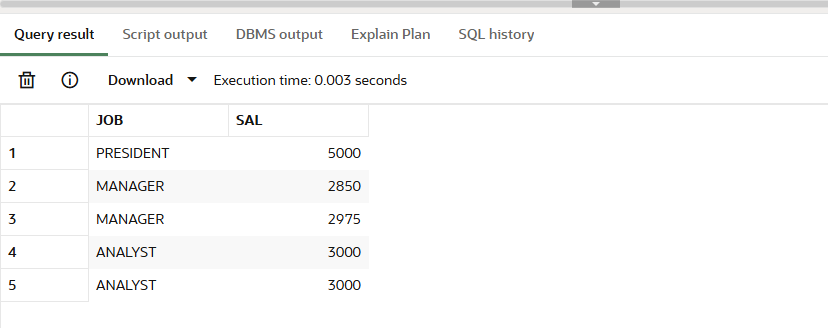 Query result Script output DBMS output Explain Plan SQL history
Download Execution time: 0.003 seconds
JOB SAL
1 PRESIDENT 5000
2 MANAGER 2850
3 MANAGER 2975
4 ANALYST 3000
5 ANALYST 3000